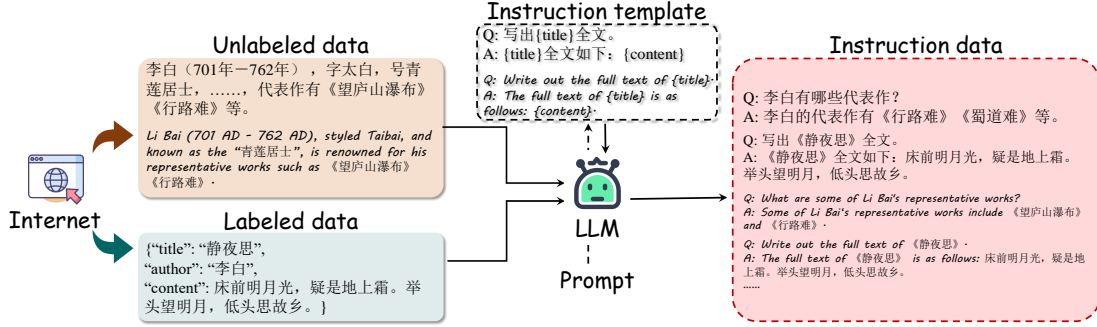 Internet
Unlabeled data
李白（701年－762年），字太白，号青
莲居士，……，代表作有《望庐山瀑布》
《行路难》等。
Li Bai (701 AD - 762 AD), styled Taibai, and
known as the “青莲居士”, is renowned for his
representative works such as 《望庐山瀑布》
《行路难》.
Labeled data
{“title”: “静夜思”,
“author”: “李白”,
“content”: 床前明月光，疑是地上霜。举
头望明月，低头思故乡。}
Instruction template
Q: 写出{title}全文。
A: {title}全文如下：{content}
Q: Write out the full text of {title}.
A: The full text of {title} is as
follows: {content}.
LLM
Prompt
Instruction data
Q: 李白有哪些代表作？
A: 李白的代表作有《行路难》《蜀道难》等。
Q: 写出《静夜思》全文。
A: 《静夜思》全文如下：床前明月光，疑是地上霜。
举头望明月，低头思故乡。
Q: What are some of Li Bai's representative works?
A: Some of Li Bai's representative works include 《望庐山瀑布》
and 《行路难》.
Q: Write out the full text of 《静夜思》.
A: The full text of 《静夜思》 is as follows: 床前明月光，疑是地
上霜。举头望明月，低头思故乡。
……